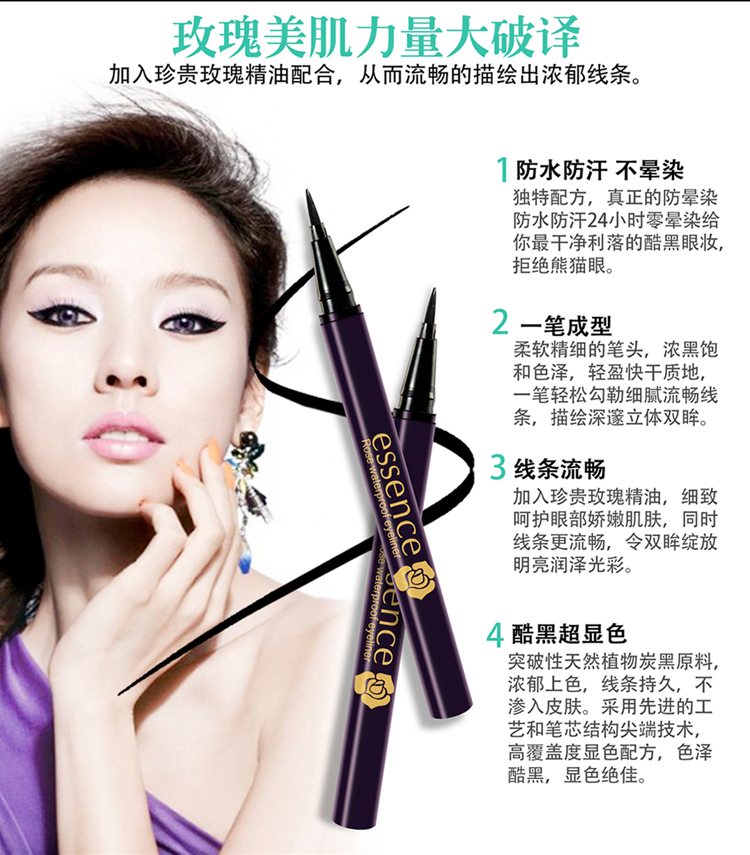 玫瑰美肌力量大破译
加入珍贵玫瑰精油配合，从而流畅的描绘出浓郁线条。
1 防水防汗 不晕染
独特配方，真正的防晕染
防水防汗24小时零晕染给
你最干净利落的酷黑眼妆，
拒绝熊猫眼。
2 一笔成型
柔软精细的笔头，浓黑饱
和色泽，轻盈快干质地，
一笔轻松勾勒细腻流畅线
条，描绘深邃立体双眸。
3 线条流畅
加入珍贵玫瑰精油，细致
呵护眼部娇嫩肌肤，同时
线条更流畅，令双眸绽放
明亮润泽光彩。
4 酷黑超显色
突破性天然植物炭黑原料，
浓郁上色，线条持久，不
渗入皮肤。采用先进的工
艺和笔芯结构尖端技术，
高覆盖度显色配方，色泽
酷黑，显色绝佳。
essence
Rose waterproof eyeliner
sence
rose waterproof eyeliner